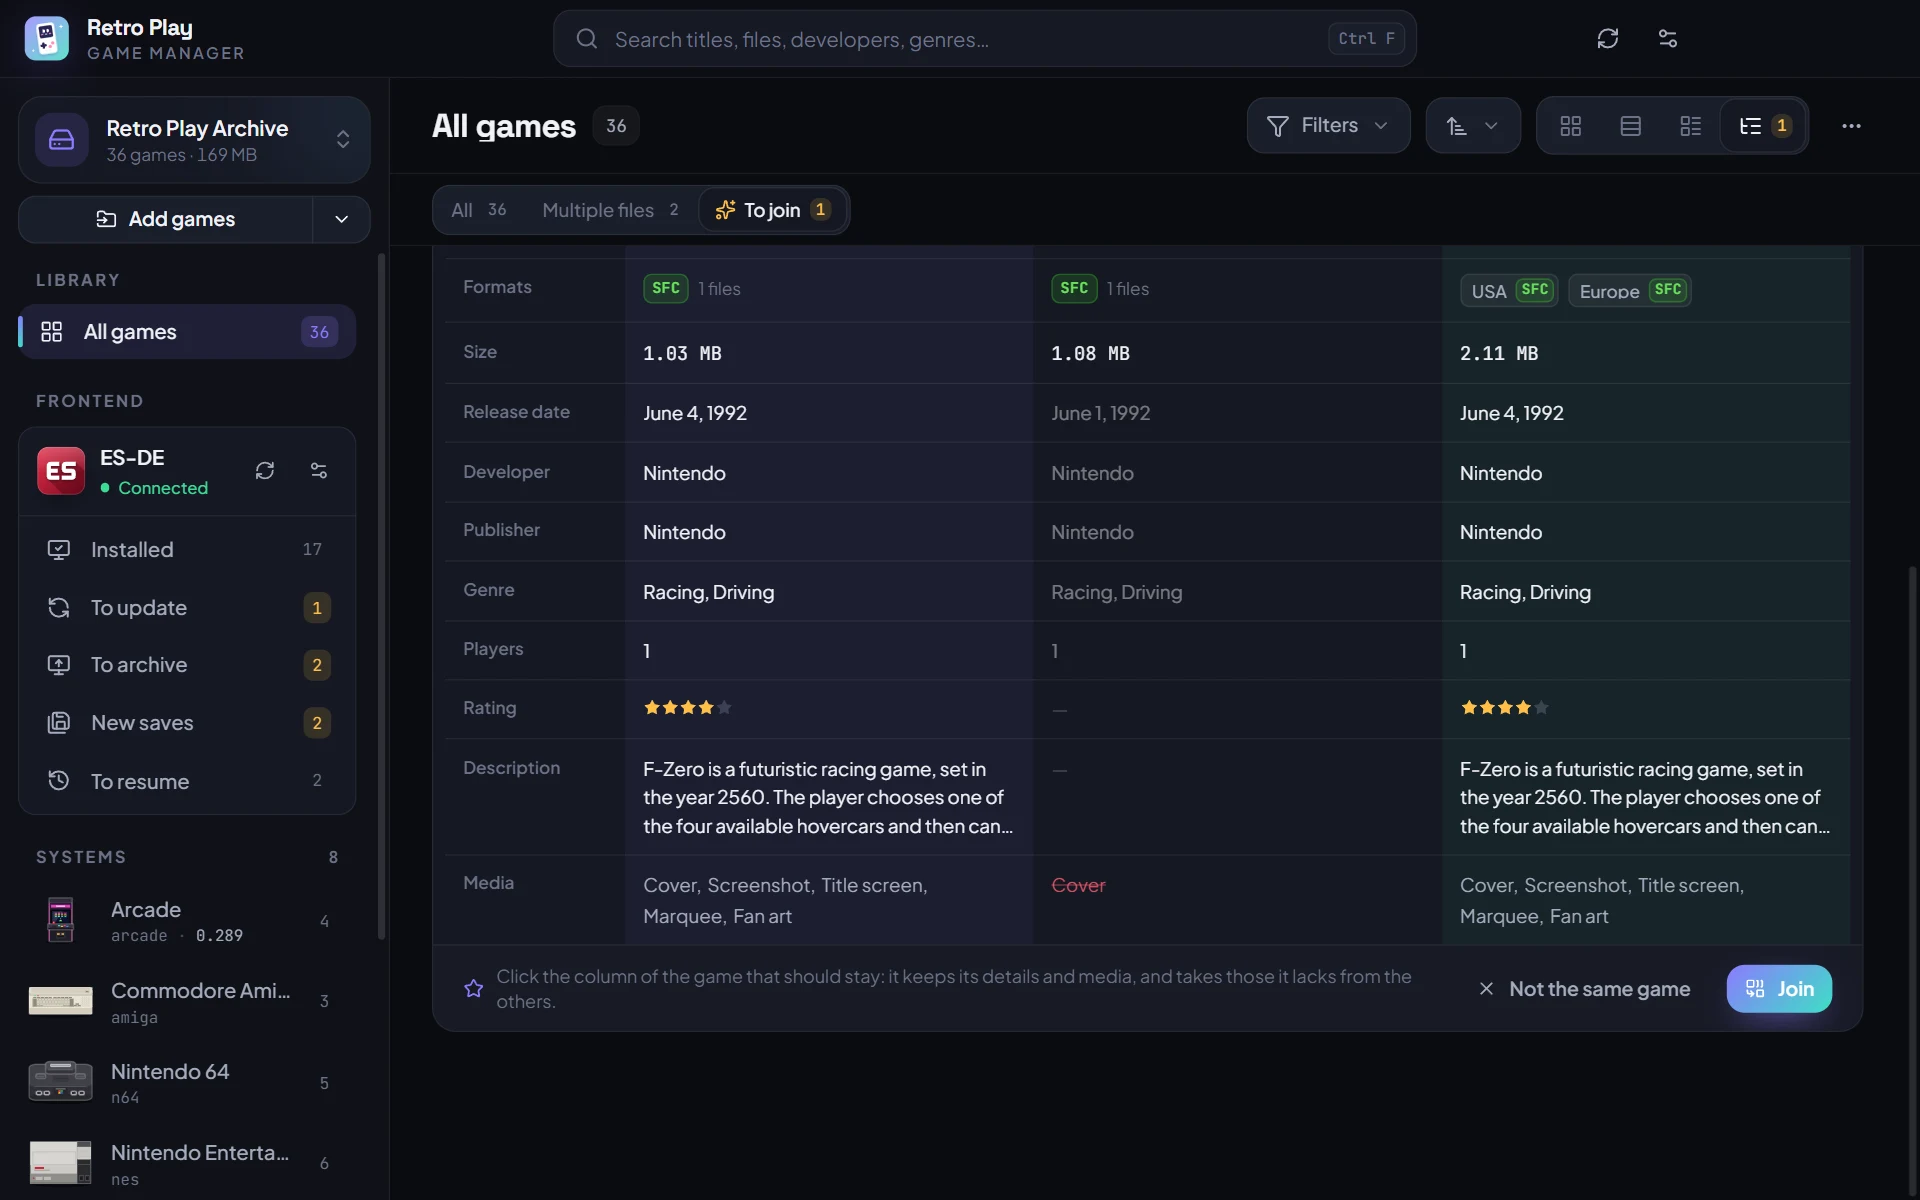 Retro Play
GAME MANAGER
Search titles, files, developers, genres...
Ctrl F
Retro Play Archive
36 games · 169 MB
Add games
LIBRARY
All games 36
FRONTEND
ES
ES-DE
Connected
Installed 17
To update 1
To archive 2
New saves 2
To resume 2
SYSTEMS 8
Arcade
arcade · 0.289
4
Commodore Ami...
amiga
3
Nintendo 64
n64
5
Nintendo Enterta...
nes
6
All games 36
Filters
1
All 36 Multiple files 2 To join 1
Formats SFC 1 files SFC 1 files USA SFC Europe SFC
Size 1.03 MB 1.08 MB 2.11 MB
Release date June 4, 1992 June 1, 1992 June 4, 1992
Developer Nintendo Nintendo Nintendo
Publisher Nintendo Nintendo Nintendo
Genre Racing, Driving Racing, Driving Racing, Driving
Players 1 1 1
Rating —
Description
F-Zero is a futuristic racing game, set in
the year 2560. The player chooses one of
the four available hovercars and then can...
—
F-Zero is a futuristic racing game, set in
the year 2560. The player chooses one of
the four available hovercars and then can...
Media
Cover, Screenshot, Title screen,
Marquee, Fan art
Cover
Cover, Screenshot, Title screen,
Marquee, Fan art
Click the column of the game that should stay: it keeps its details and media, and takes those it lacks from the
others.
Not the same game
Join